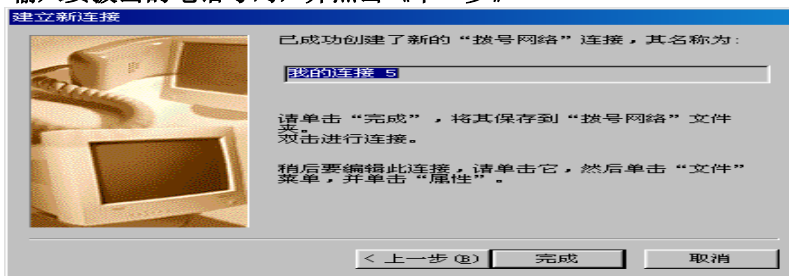 建立新连接
已成功创建了新的“拨号网络”连接，其名称为:
我的连接 5
请单击“完成”，将其保存到“拨号网络”文件
夹。
双击进行连接。
稍后要编辑此连接，请单击它，然后单击“文件”
菜单，并单击“属性”。
< 上一步(B) 完成 取消